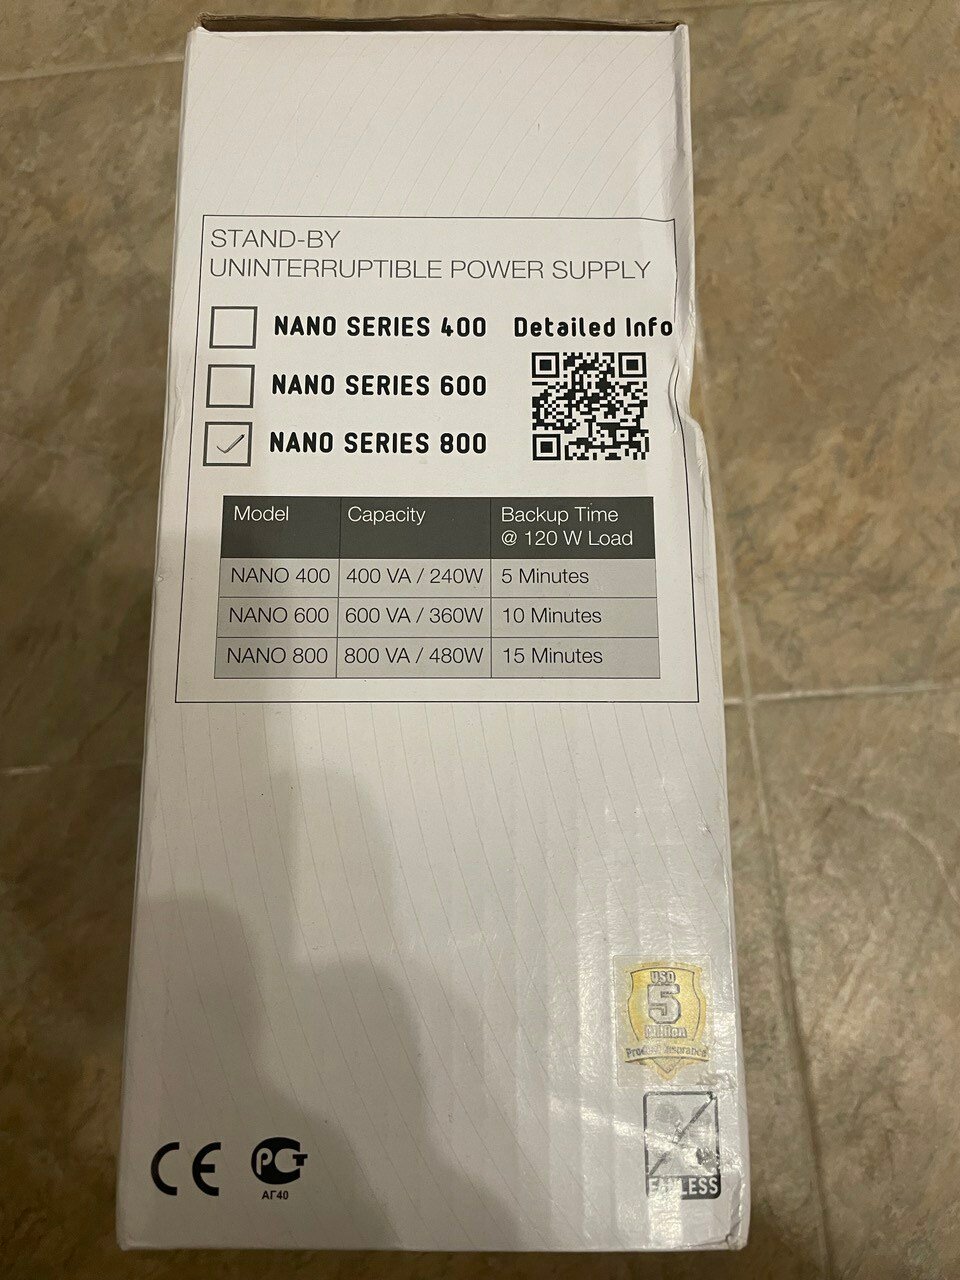 STAND-BY
UNINTERRUPTIBLE POWER SUPPLY
NANO SERIES 400
Detailed Info
NANO SERIES 600
NANO SERIES 800
Model Capacity Backup Time
@ 120 W Load
NANO 400 400 VA / 240W 5 Minutes
NANO 600 600 VA / 360W 10 Minutes
NANO 800 800 VA / 480W 15 Minutes
USD
5
Million
Product
FANLESS
CE
РСТ
АГ40